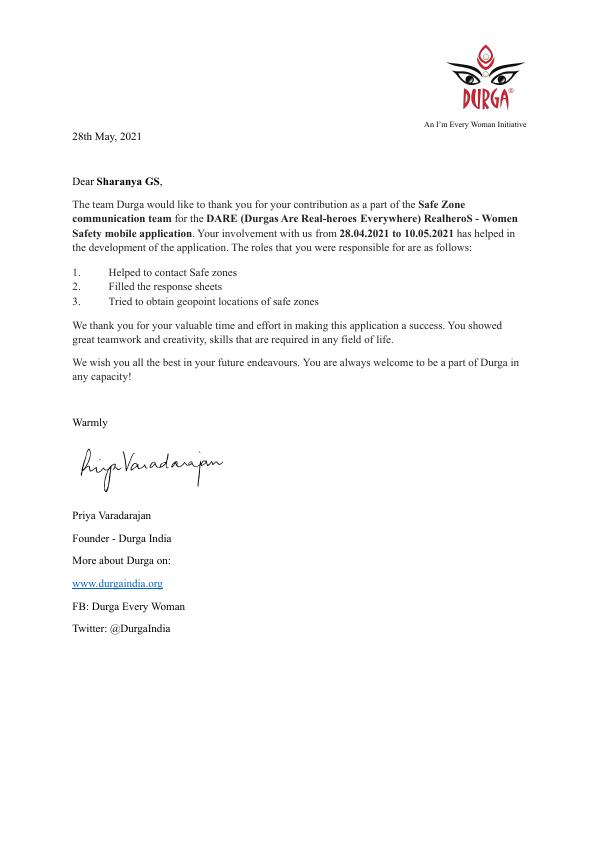 DURGA®
An I'm Every Woman Initiative
28th May, 2021
Dear Sharanya GS,
The team Durga would like to thank you for your contribution as a part of the Safe Zone
communication team for the DARE (Durgas Are Real-heroes Everywhere) RealheroS - Women
Safety mobile application. Your involvement with us from 28.04.2021 to 10.05.2021 has helped in
the development of the application. The roles that you were responsible for are as follows:
1. Helped to contact Safe zones
2. Filled the response sheets
3. Tried to obtain geopoint locations of safe zones
We thank you for your valuable time and effort in making this application a success. You showed
great teamwork and creativity, skills that are required in any field of life.
We wish you all the best in your future endeavours. You are always welcome to be a part of Durga in
any capacity!
Warmly
Priya Varadarajan
Priya Varadarajan
Founder - Durga India
More about Durga on:
www.durgaindia.org
FB: Durga Every Woman
Twitter: @DurgaIndia